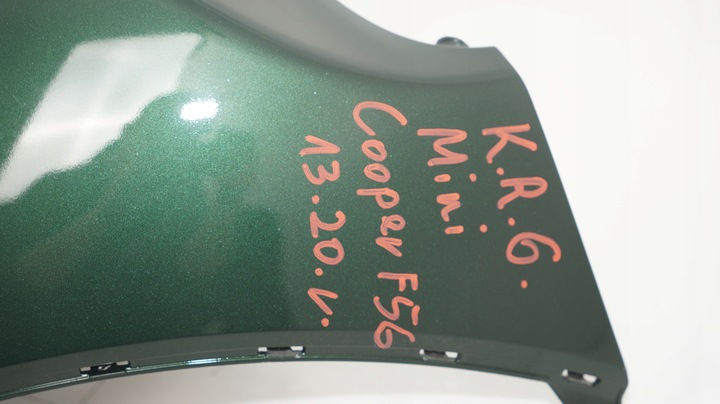 K.R.G.
Mini
Cooper F56
13.20.r.